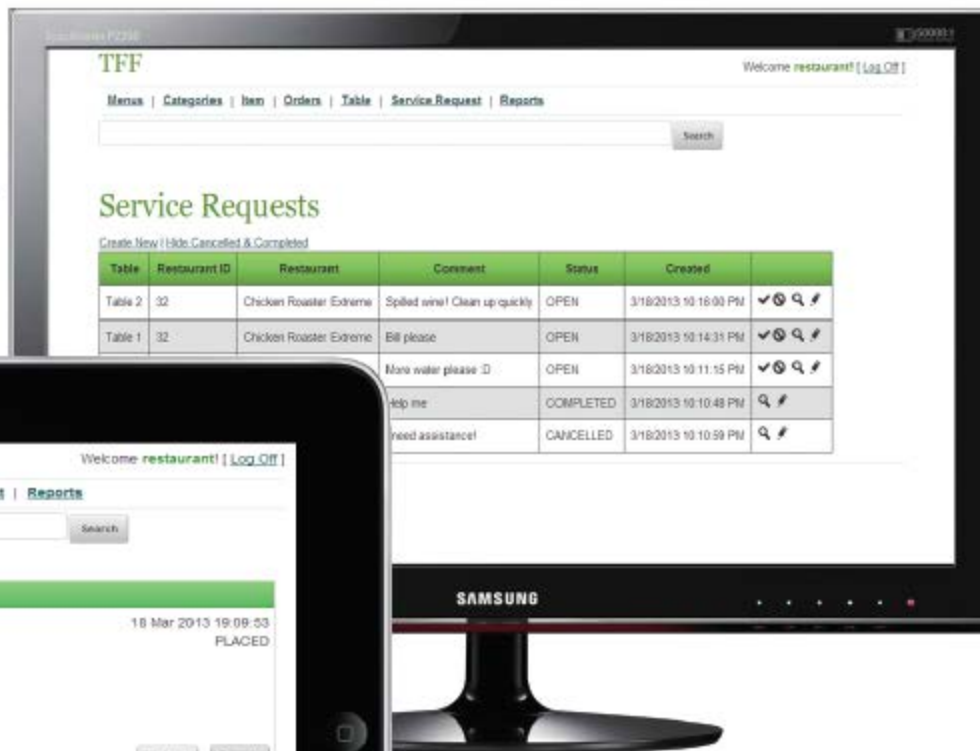 TFF
Welcome restaurant! [ Log Off ]
Menus | Categories | Item | Orders | Table | Service Request | Reports
Search
Service Requests
Create New | Hide Cancelled & Completed
Table Restaurant ID Restaurant Comment Status Created
Table 2 32 Chicken Roaster Extreme Spilled wine! Clean up quickly OPEN 3/18/2013 10:16:00 PM
Table 1 32 Chicken Roaster Extreme Bill please OPEN 3/18/2013 10:14:31 PM
More water please :D OPEN 3/18/2013 10:11:15 PM
Help me COMPLETED 3/18/2013 10:10:48 PM
need assistance! CANCELLED 3/18/2013 10:10:59 PM
SAMSUNG
Welcome restaurant! [ Log Off ]
| Reports
Search
18 Mar 2013 19:09:53
PLACED